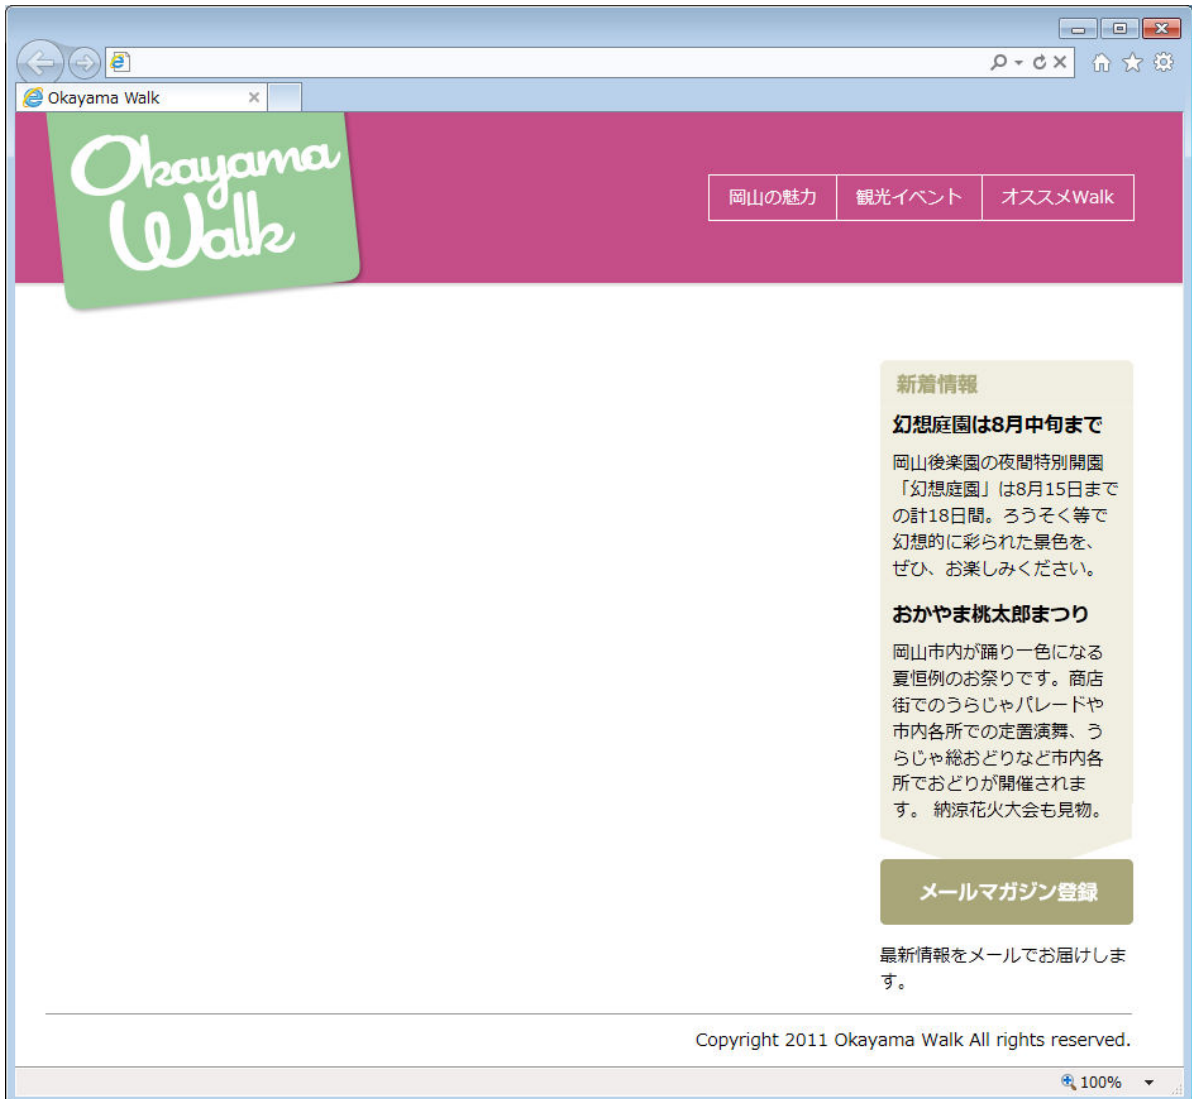 Okayama Walk
Okayama
Walk
岡山の魅力 観光イベント オススメWalk
新着情報
幻想庭園は8月中旬まで
岡山後楽園の夜間特別開園
「幻想庭園」は8月15日まで
の計18日間。ろうそく等で
幻想的に彩られた景色を、
ぜひ、お楽しみください。
おかやま桃太郎まつり
岡山市内が踊り一色になる
夏恒例のお祭りです。商店
街でのうらじゃパレードや
市内各所での定置演舞、う
らじゃ総おどりなど市内各
所でおどりが開催されま
す。 納涼花火大会も見物。
メールマガジン登録
最新情報をメールでお届けしま
す。
Copyright 2011 Okayama Walk All rights reserved.
100%